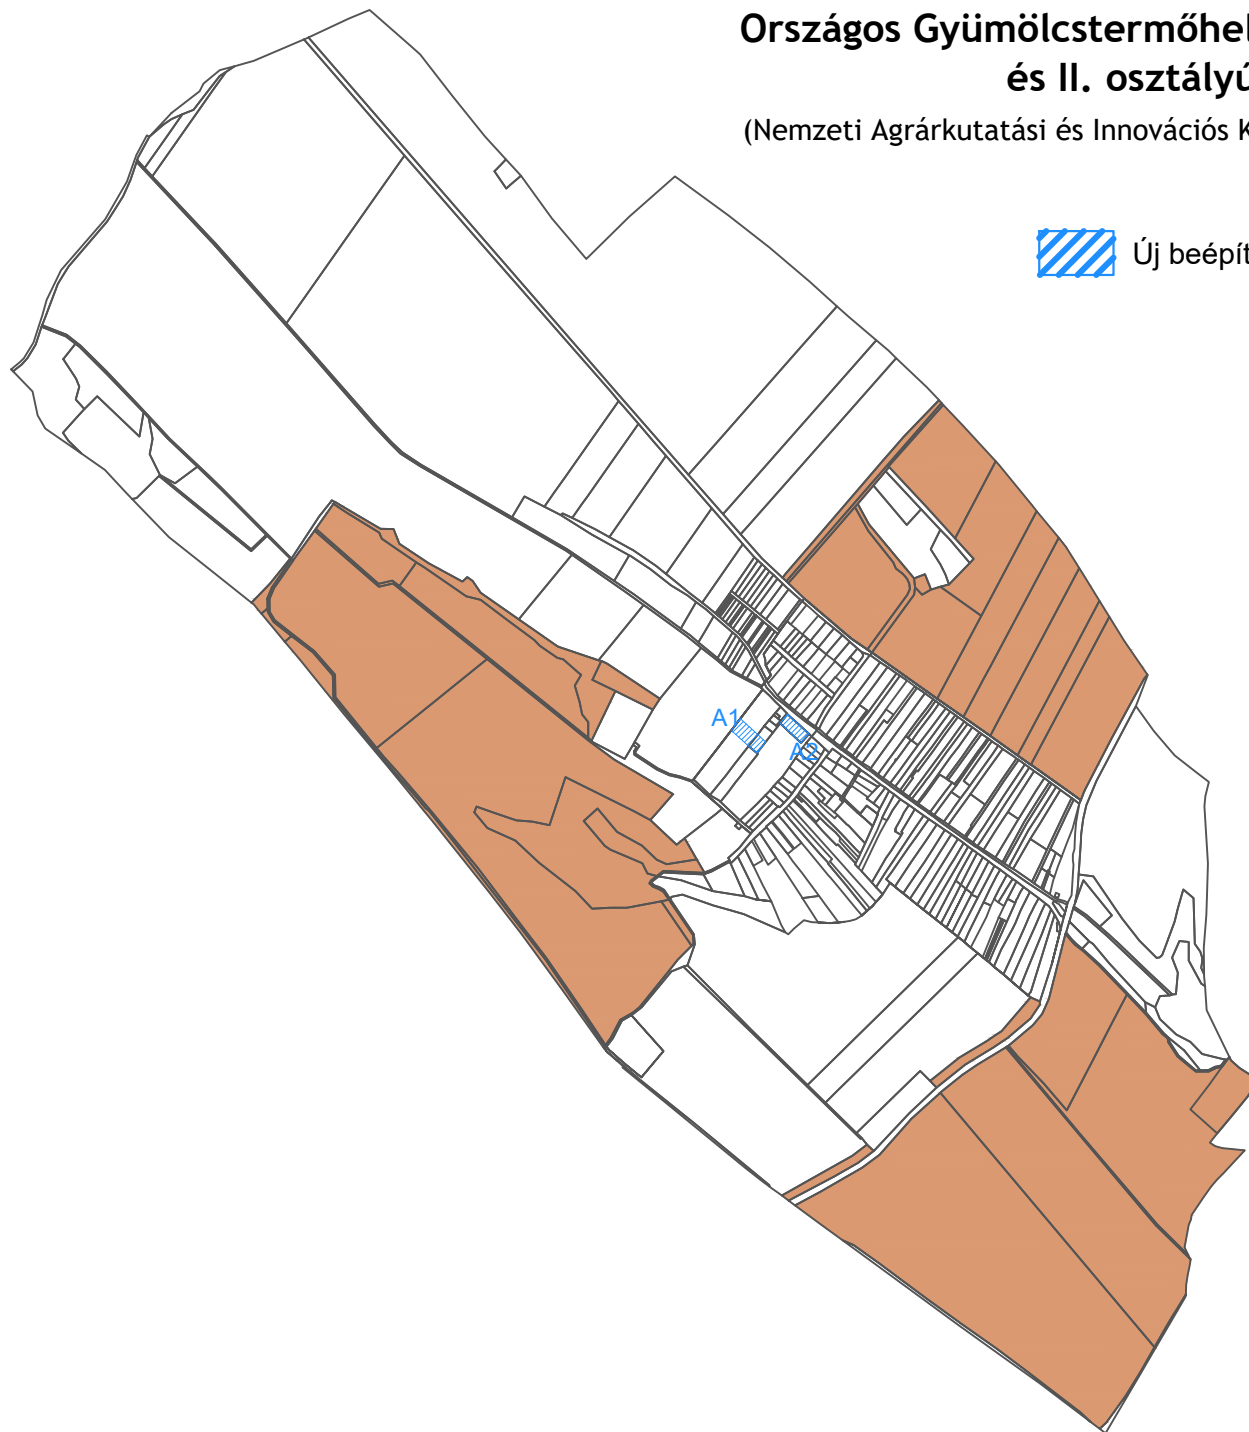 Országos Gyümölcstermőhel
és II. osztályú
(Nemzeti Agrárkutatási és Innovációs K
Új beépít
A1
A2